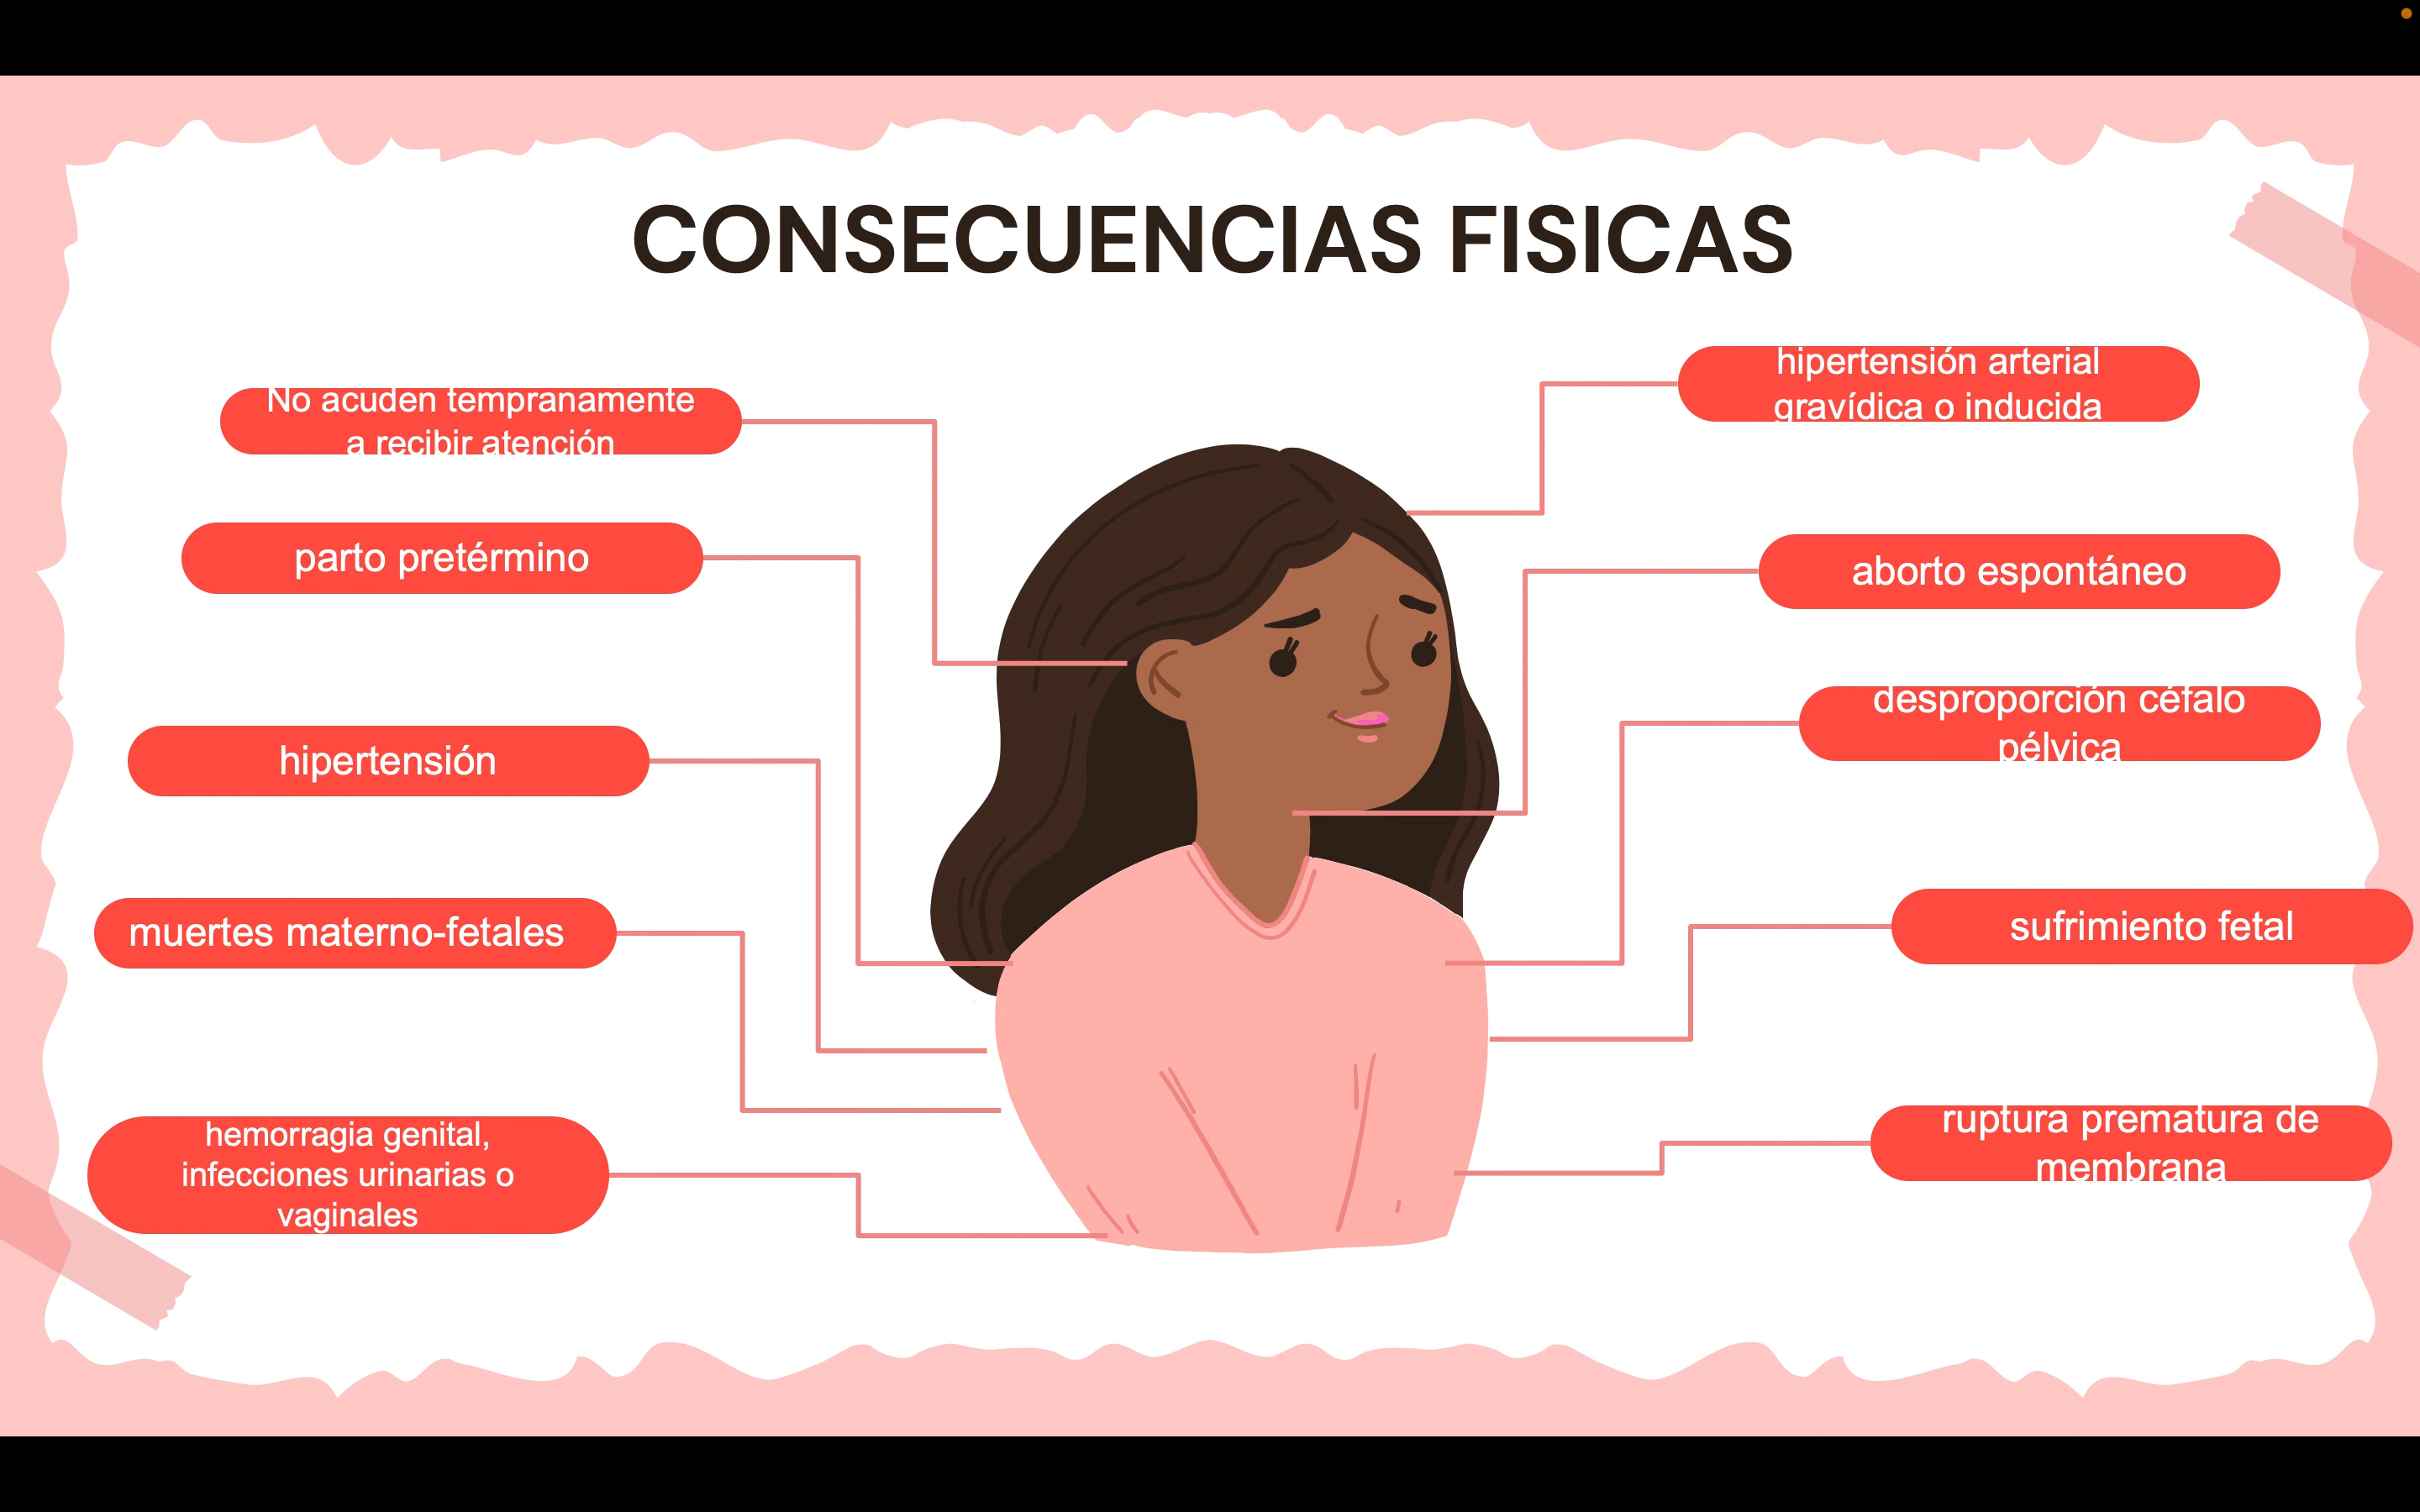 CONSECUENCIAS FISICAS
No acuden tempranamente
a recibir atención
parto pretérmino
hipertensión
muertes materno-fetales
hemorragia genital,
infecciones urinarias o
vaginales
hipertensión arterial
gravídica o inducida
aborto espontáneo
desproporción céfalo
pélvica
sufrimiento fetal
ruptura prematura de
membrana